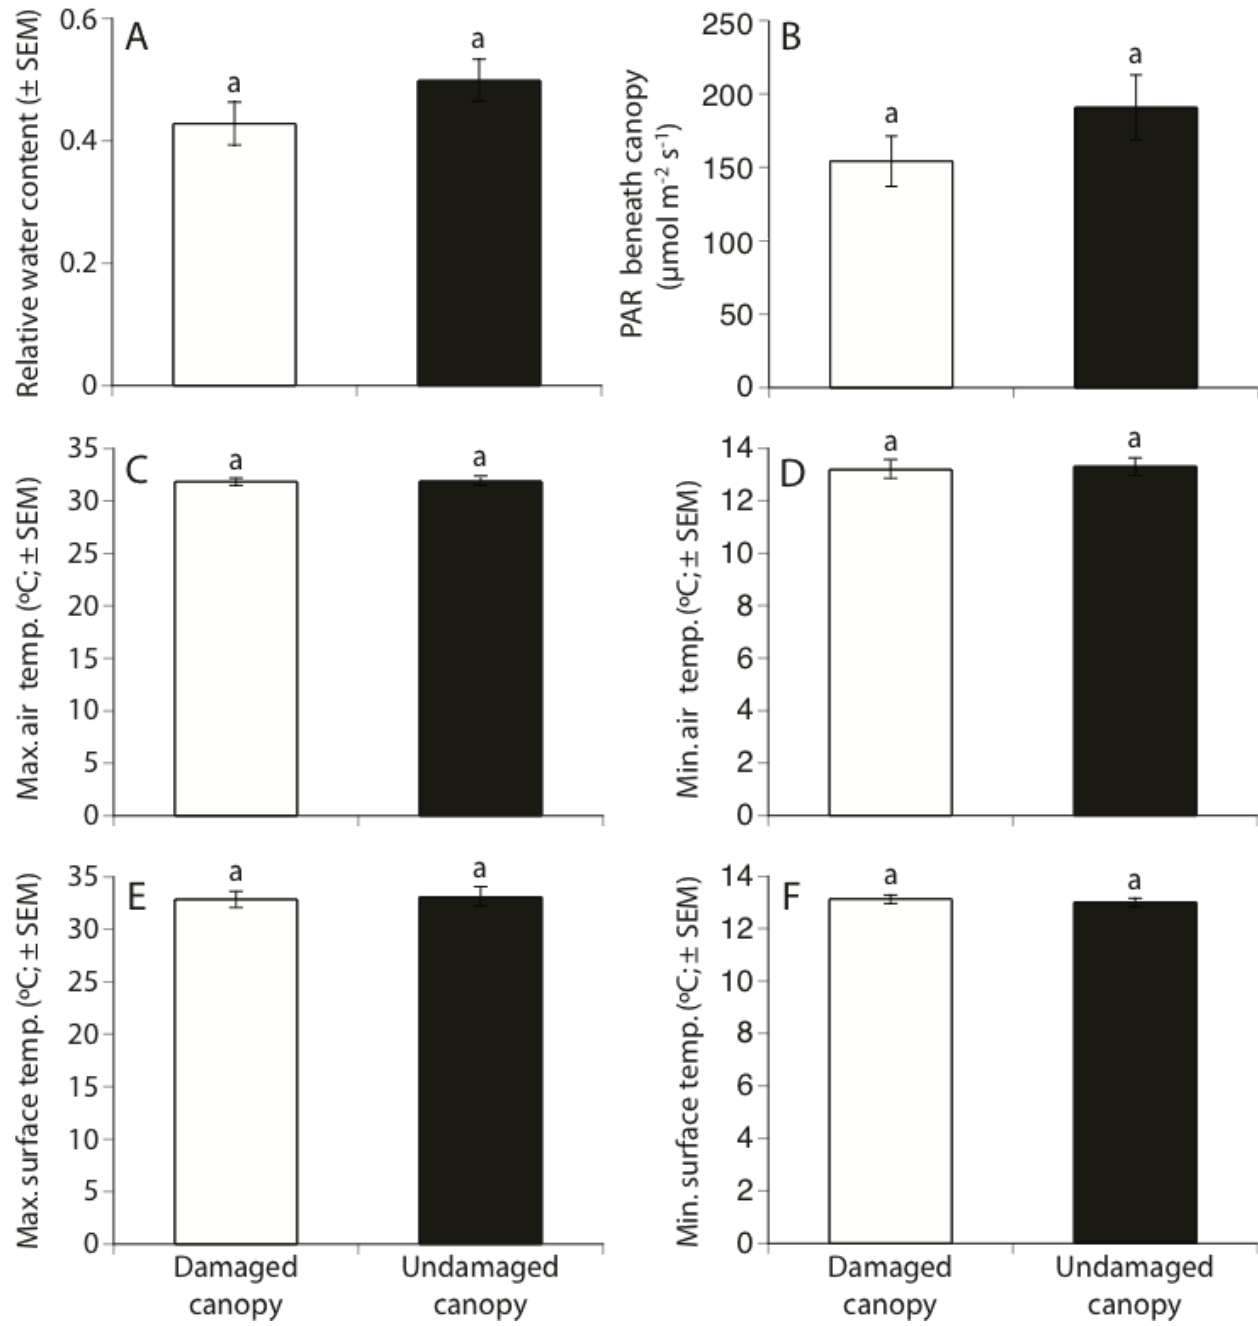 Relative water content (± SEM)
0.6
0.4
0.2
0
A
a
a
PAR beneath canopy
(µmol m⁻² s⁻¹)
250
200
150
100
50
0
B
a
a
Max. air temp. (ºC; ± SEM)
35
30
25
20
15
10
5
0
C
a
a
Min. air temp. (ºC; ± SEM)
14
12
10
8
6
4
2
0
D
a
a
Max. surface temp. (ºC; ± SEM)
35
30
25
20
15
10
5
0
E
a
a
Damaged
canopy
Undamaged
canopy
Min. surface temp. (ºC; ± SEM)
14
12
10
8
6
4
2
0
F
a
a
Damaged
canopy
Undamaged
canopy